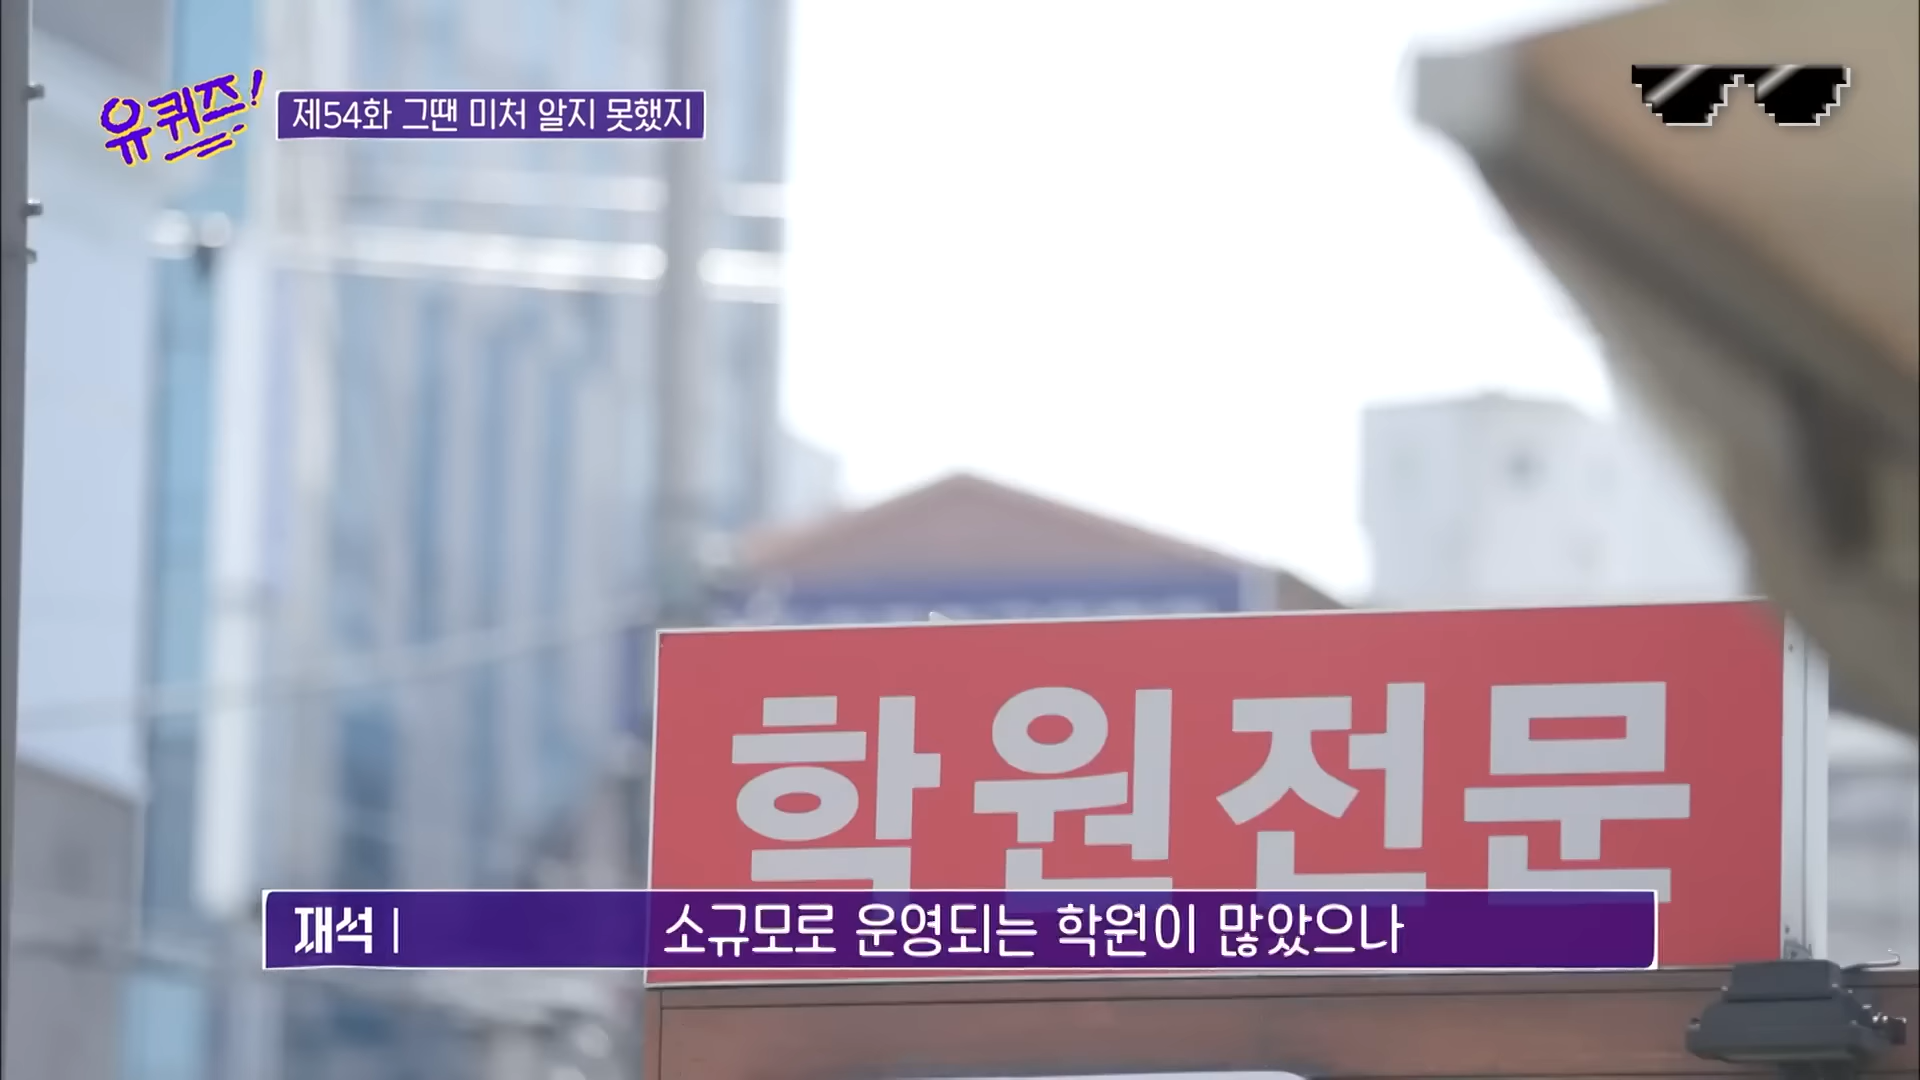 유퀴즈!
제54화 그땐 미처 알지 못했지
학원전문
재석 | 소규모로 운영되는 학원이 많았으나